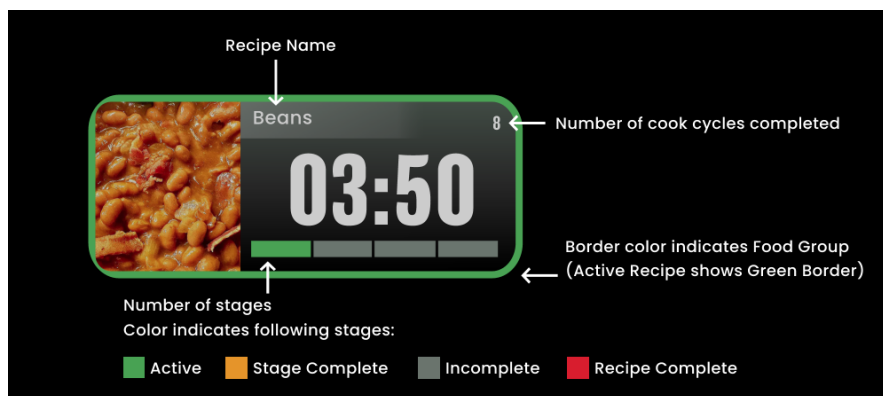 Recipe Name
Beans
8
Number of cook cycles completed
03:50
Border color indicates Food Group
(Active Recipe shows Green Border)
Number of stages
Color indicates following stages:
Active
Stage Complete
Incomplete
Recipe Complete